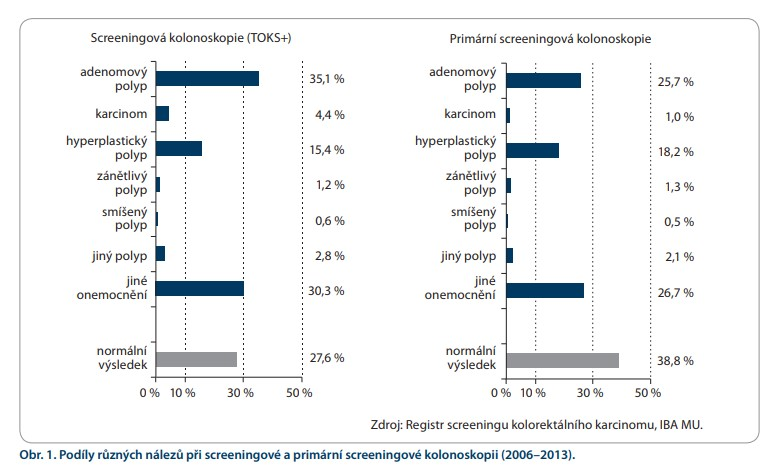 Screeningová kolonoskopie (TOKS+)
adenomový
polyp
35,1 %
karcinom
4,4 %
hyperplastický
polyp
15,4 %
zánětlivý
polyp
1,2 %
smíšený
polyp
0,6 %
jiný polyp
2,8 %
jiné
onemocnění
30,3 %
normální
výsledek
27,6 %
0 % 10 % 30 % 50 %
Primární screeningová kolonoskopie
adenomový
polyp
25,7 %
karcinom
1,0 %
hyperplastický
polyp
18,2 %
zánětlivý
polyp
1,3 %
smíšený
polyp
0,5 %
jiný polyp
2,1 %
jiné
onemocnění
26,7 %
normální
výsledek
38,8 %
0 % 10 % 30 % 50 %
Zdroj: Registr screeningu kolorektálního karcinomu, IBA MU.
Obr. 1. Podíly různých nálezů při screeningové a primární screeningové kolonoskopii (2006–2013).